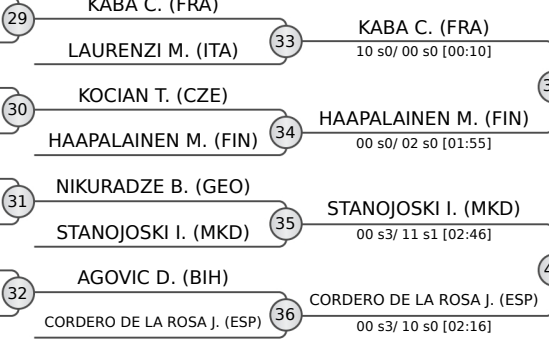 KABA C. (FRA)
29
LAURENZI M. (ITA)
33
KABA C. (FRA)
10 s0/ 00 s0 [00:10]
KOCIAN T. (CZE)
30
HAAPALAINEN M. (FIN)
34
HAAPALAINEN M. (FIN)
00 s0/ 02 s0 [01:55]
NIKURADZE B. (GEO)
31
STANOJOSKI I. (MKD)
35
STANOJOSKI I. (MKD)
00 s3/ 11 s1 [02:46]
AGOVIC D. (BIH)
32
CORDERO DE LA ROSA J. (ESP)
36
CORDERO DE LA ROSA J. (ESP)
00 s3/ 10 s0 [02:16]